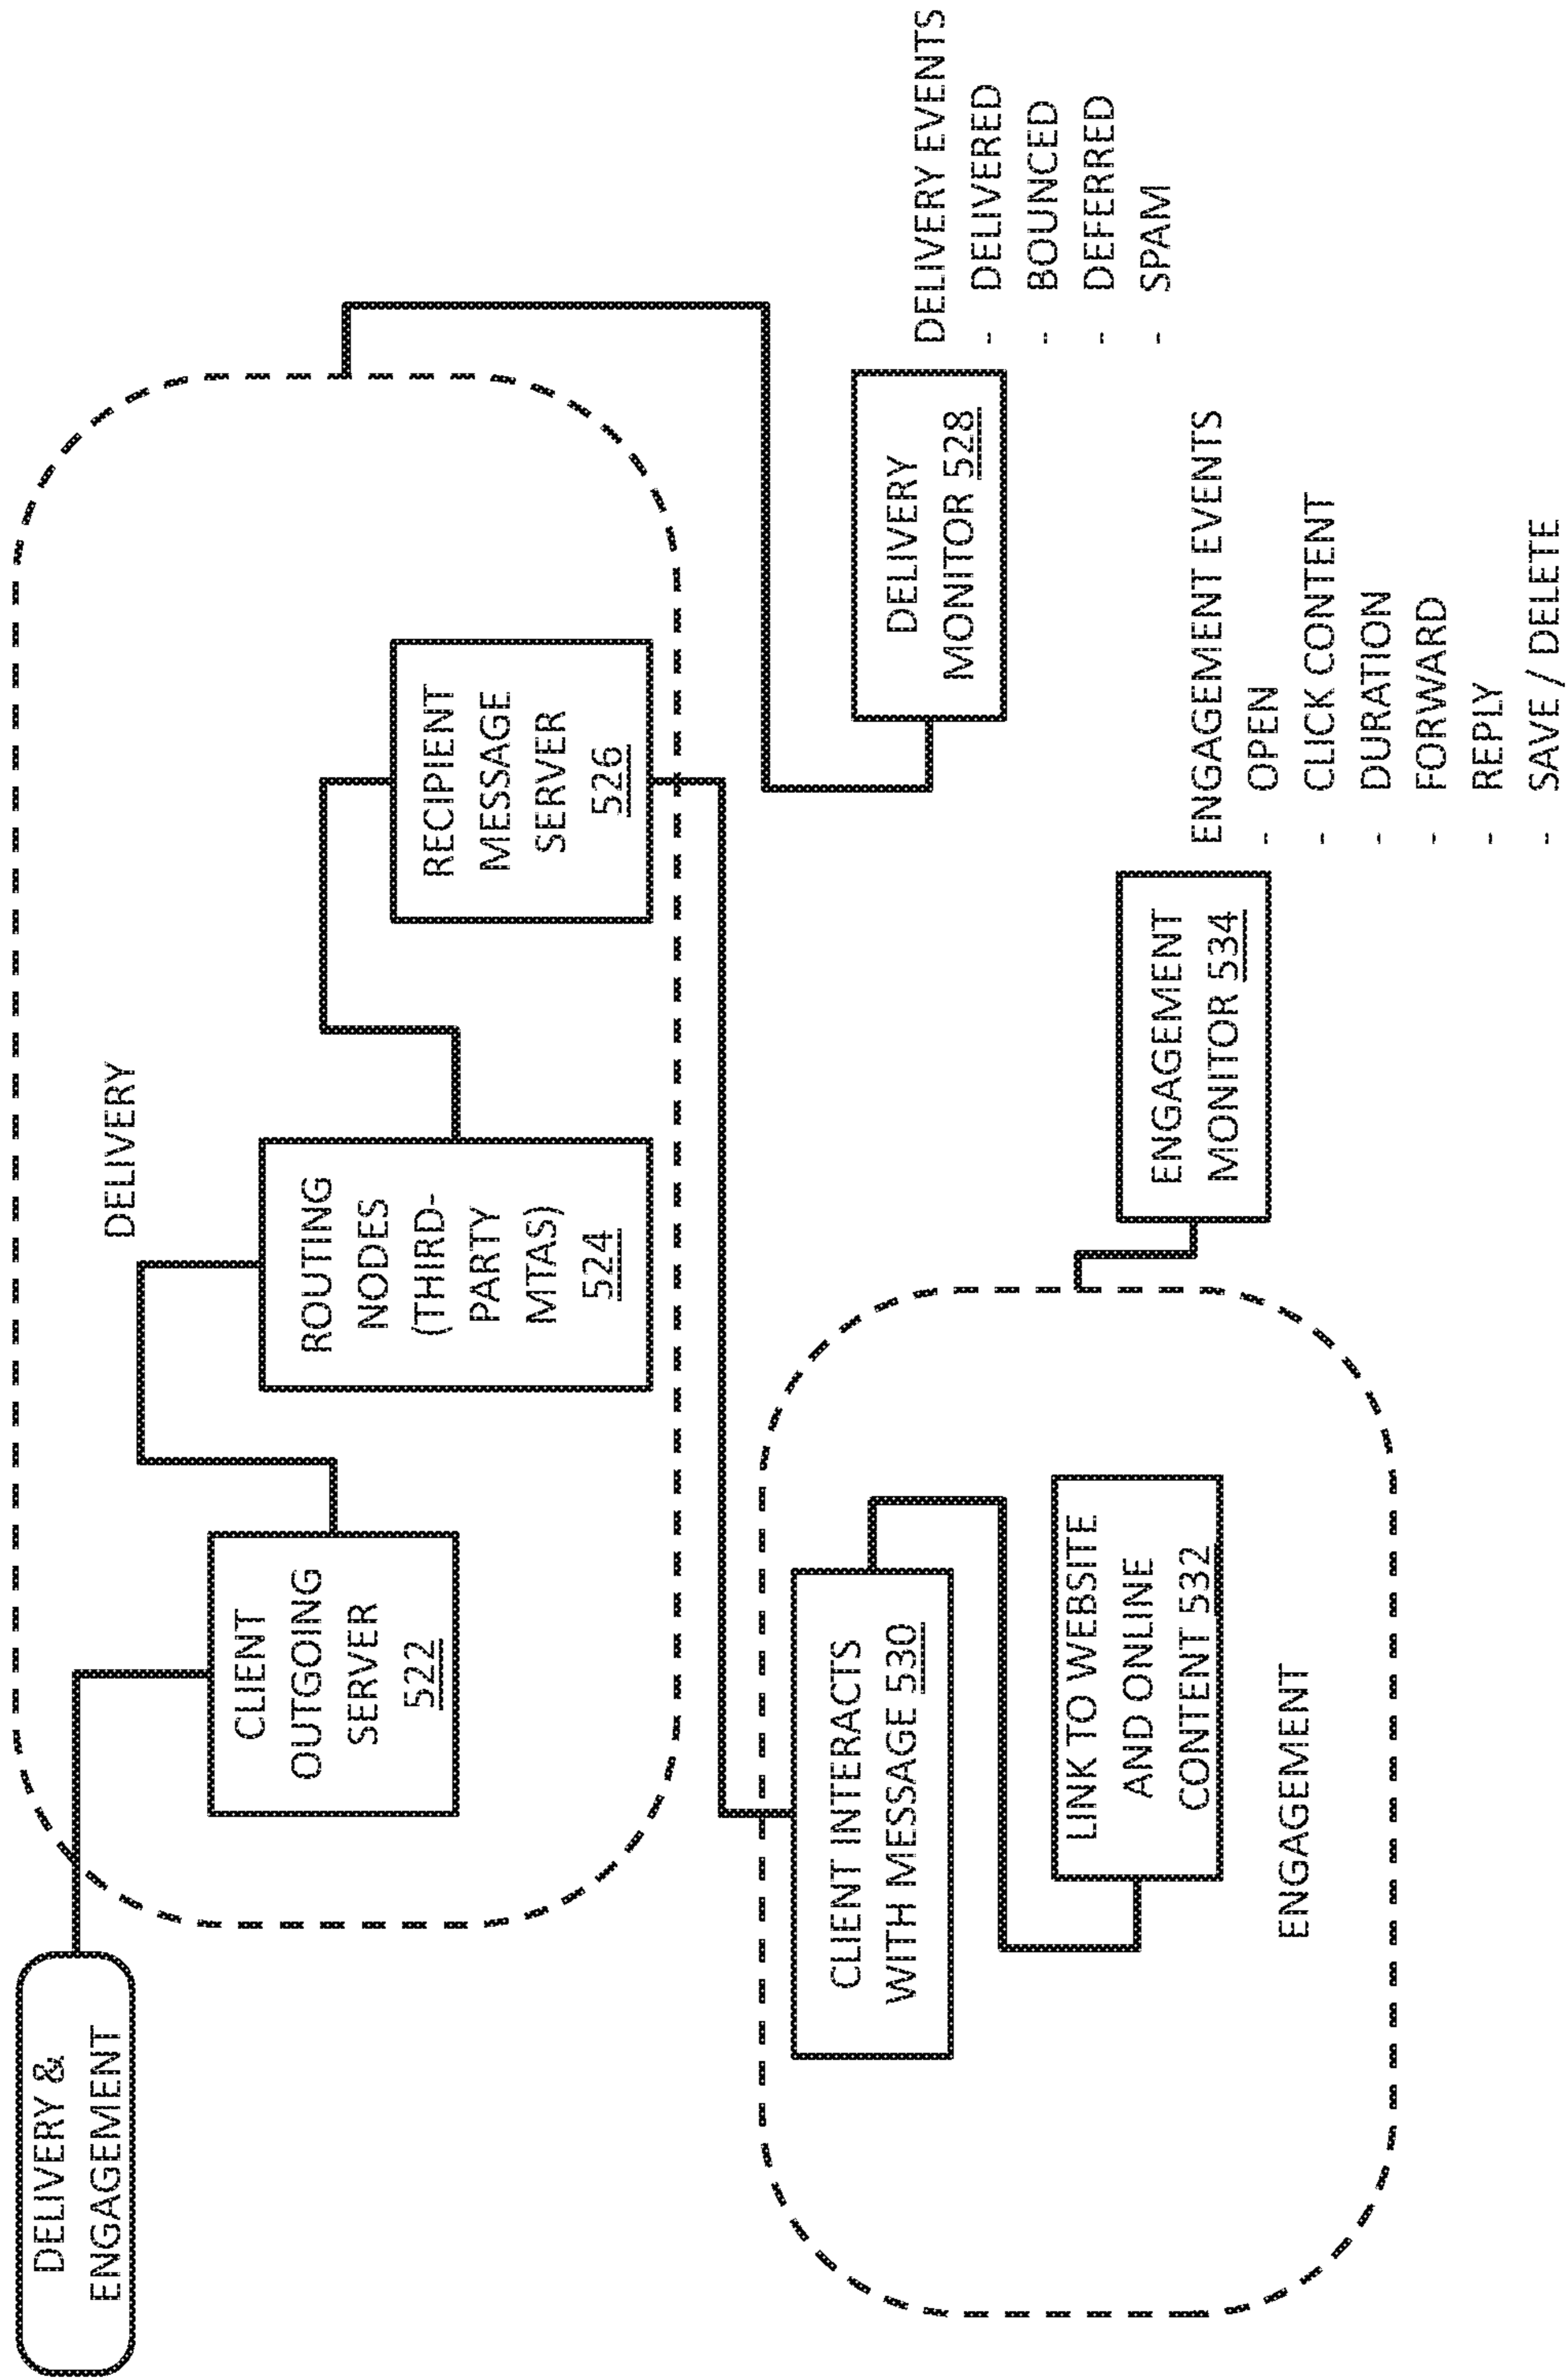 DELIVERY &
ENGAGEMENT
DELIVERY
CLIENT
OUTGOING
SERVER
522
ROUTING
NODES
(THIRD-
PARTY
MTAS)
524
RECIPIENT
MESSAGE
SERVER
526
CLIENT INTERACTS
WITH MESSAGE 530
LINK TO WEBSITE
AND ONLINE
CONTENT 532
ENGAGEMENT
DELIVERY
MONITOR 528
DELIVERY EVENTS
- DELIVERED
- BOUNCED
- DEFERRED
- SPAM
ENGAGEMENT
MONITOR 534
ENGAGEMENT EVENTS
- OPEN
- CLICK CONTENT
- DURATION
- FORWARD
- REPLY
- SAVE / DELETE